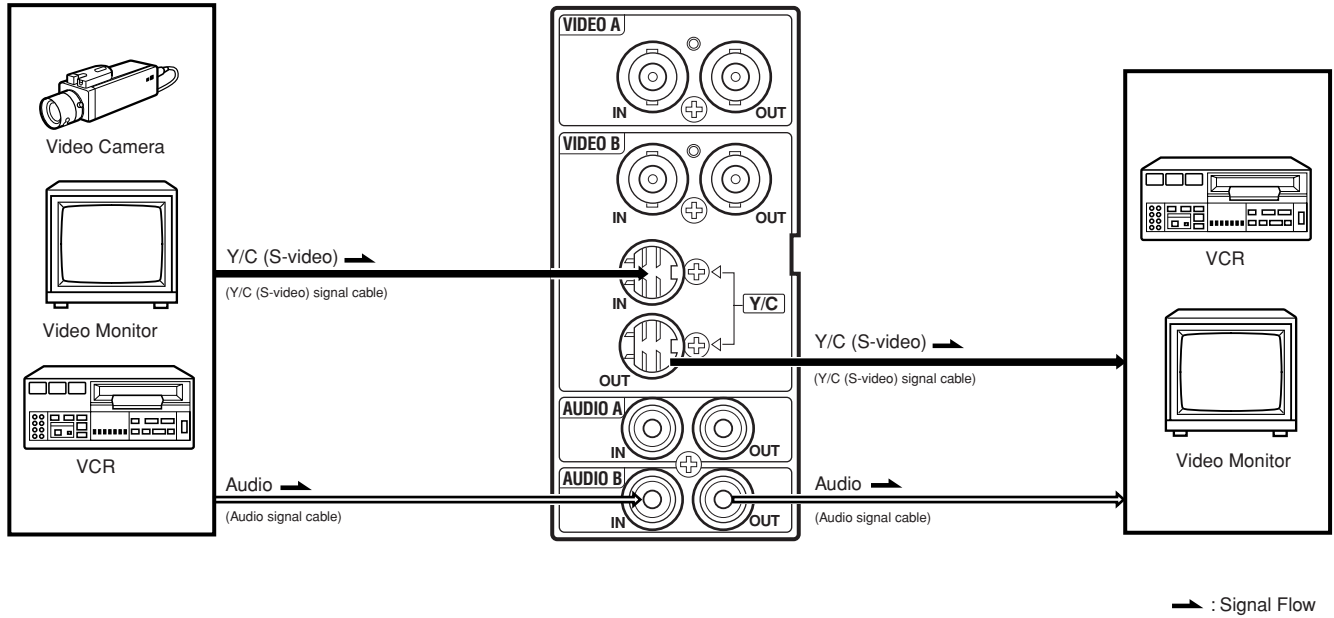 Video Camera
Video Monitor
VCR
Y/C (S-video)
(Y/C (S-video) signal cable)
Audio
(Audio signal cable)
VIDEO A
IN
OUT
VIDEO B
IN
OUT
IN
Y/C
OUT
AUDIO A
IN
OUT
AUDIO B
IN
OUT
Y/C (S-video)
(Y/C (S-video) signal cable)
Audio
(Audio signal cable)
VCR
Video Monitor
: Signal Flow